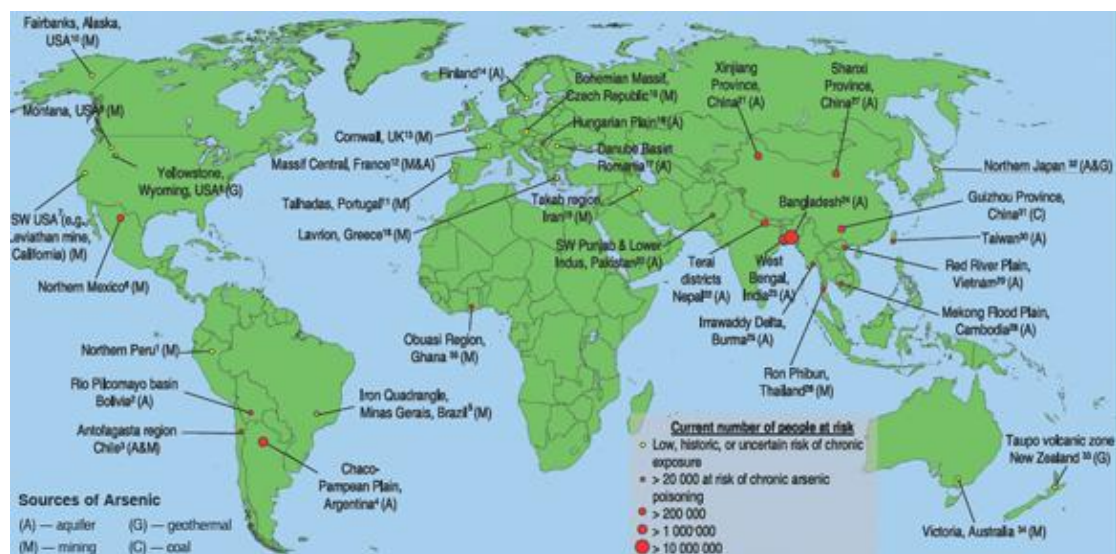 Fairbanks, Alaska,
USA¹⁰ (M)
Montana, USA⁹ (M)
Yellowstone,
Wyoming, USA⁸ (G)
SW USA⁷ (e.g.,
Leviathan mine,
California) (M)
Northern Mexico⁶ (M)
Northern Peru¹ (M)
Rio Pilcomayo basin
Bolivia² (A)
Antofagasta region
Chile³ (A&M)
Chaco-
Pampean Plain,
Argentina⁴ (A)
Iron Quadrangle,
Minas Gerais, Brazil⁵ (M)
Finland¹⁴ (A)
Bohemian Massif,
Czech Republic¹⁵ (M)
Cornwall, UK¹³ (M)
Hungarian Plain¹⁶ (A)
Massif Central, France¹² (M&A)
Danube Basin
Romania¹⁷ (A)
Talhadas, Portugal¹¹ (M)
Takab region,
Iran¹⁹ (M)
Lavrion, Greece¹⁸ (M)
SW Punjab & Lower
Indus, Pakistan²⁰ (A)
Obuasi Region,
Ghana ³⁵ (M)
Xinjiang
Province,
China²¹ (A)
Shanxi
Province,
China²⁷ (A)
Bangladesh²⁴ (A)
Northern Japan ³² (A&G)
Guizhou Province,
China³¹ (C)
Taiwan³⁰ (A)
Terai
districts
Nepal²² (A)
West
Bengal,
India²³ (A)
Red River Plain,
Vietnam²⁹ (A)
Irrawaddy Delta,
Burma²⁵ (A)
Mekong Flood Plain,
Cambodia²⁸ (A)
Ron Phibun,
Thailand²⁶ (M)
Taupo volcanic zone
New Zealand ³³ (G)
Victoria, Australia ³⁴ (M)
Current number of people at risk
Low, historic, or uncertain risk of chronic
exposure
> 20 000 at risk of chronic arsenic
poisoning
> 200 000
> 1 000 000
> 10 000 000
Sources of Arsenic
(A) — aquifer (G) — geothermal
(M) — mining (C) — coal